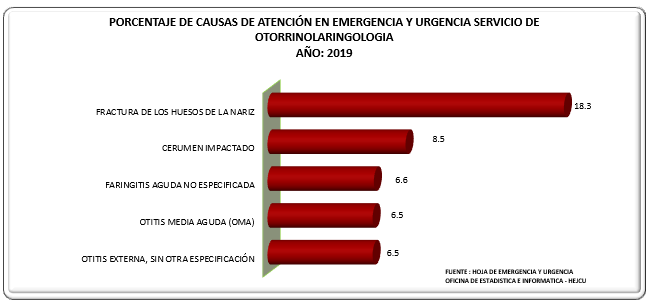 PORCENTAJE DE CAUSAS DE ATENCIÓN EN EMERGENCIA Y URGENCIA SERVICIO DE
OTORRINOLARINGOLOGIA
AÑO: 2019
FRACTURA DE LOS HUESOS DE LA NARIZ 18.3
CERUMEN IMPACTADO 8.5
FARINGITIS AGUDA NO ESPECIFICADA 6.6
OTITIS MEDIA AGUDA (OMA) 6.5
OTITIS EXTERNA, SIN OTRA ESPECIFICACIÓN 6.5
FUENTE : HOJA DE EMERGENCIA Y URGENCIA
OFICINA DE ESTADISTICA E INFORMATICA - HEJCU